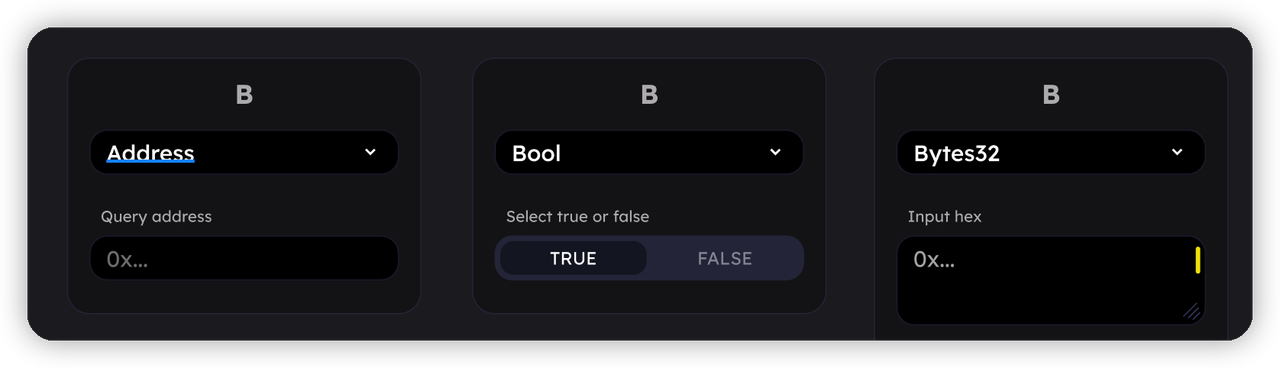 B
Address
Query address
0x...
B
Bool
Select true or false
TRUE FALSE
B
Bytes32
Input hex
0x...